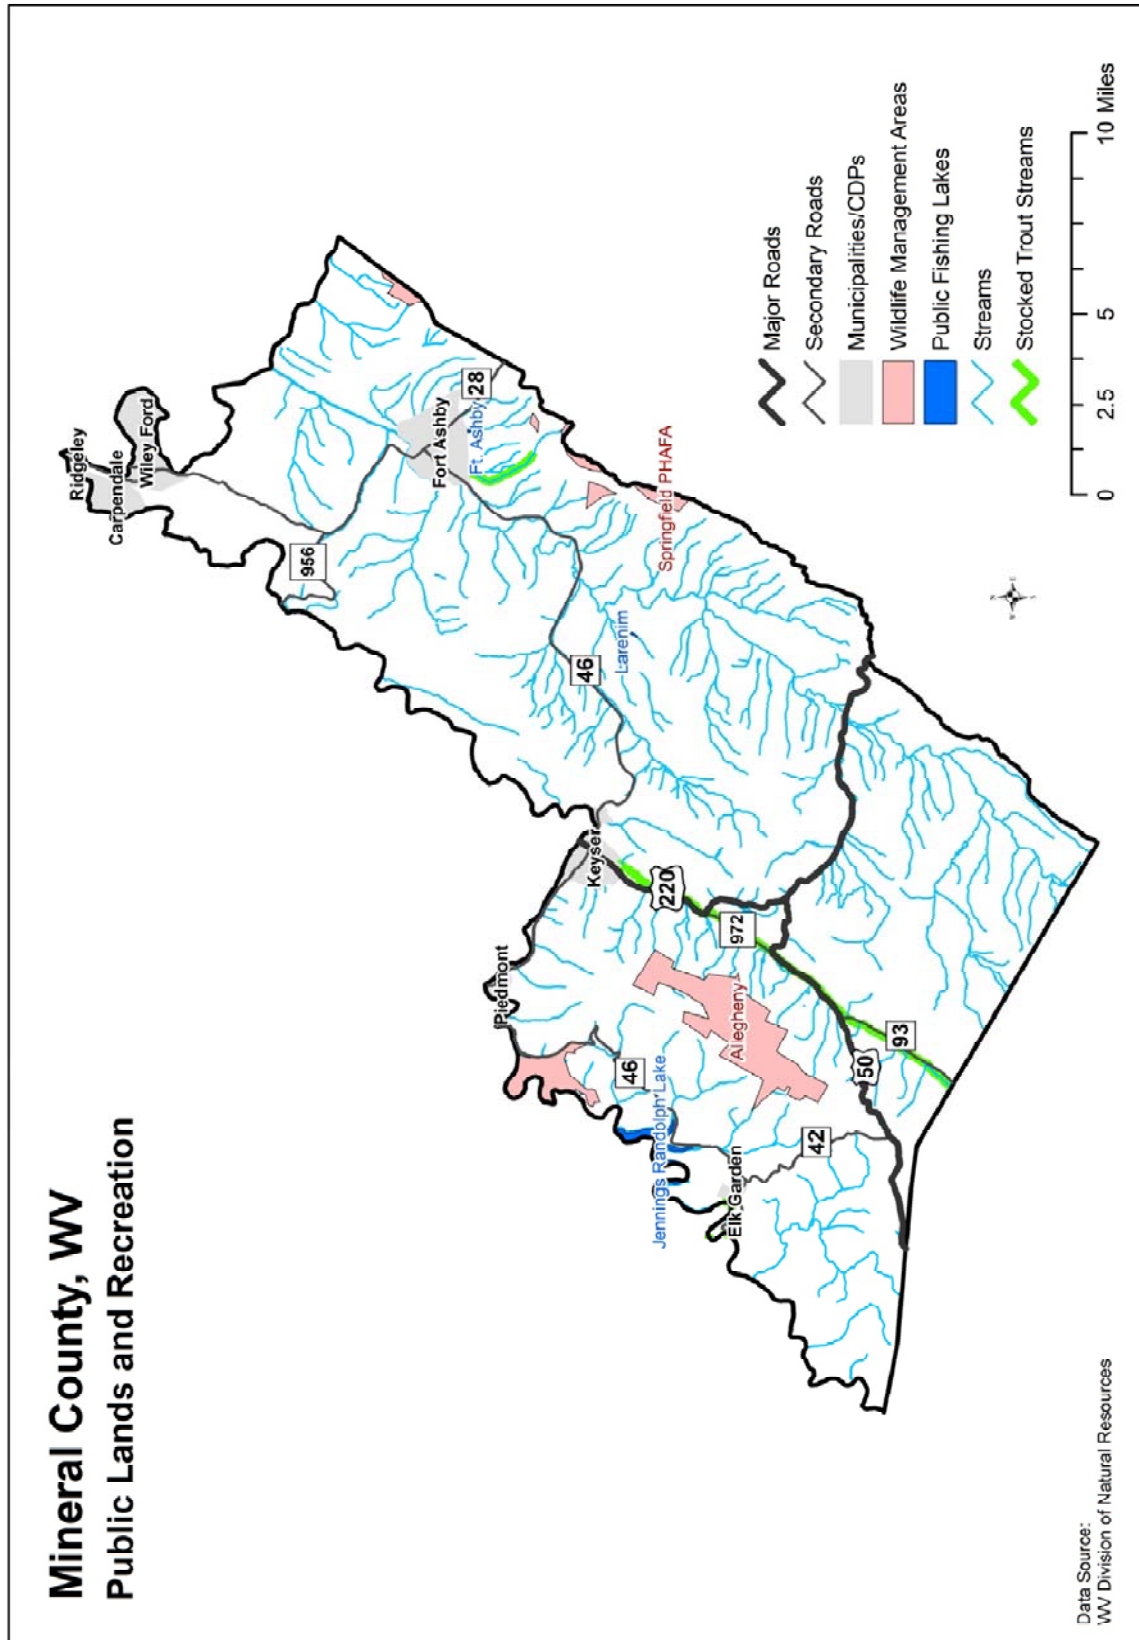 Mineral County, WV
Public Lands and Recreation
Ridgeley
Carpendale
Wiley Ford
956
28
Fort Ashby
Ft. Ashby
Springfield PHAFA
46
Larenim
Keyser
220
972
Piedmont
46
Allegheny
Jennings Randolph Lake
93
50
42
Elk Garden
Major Roads
Secondary Roads
Municipalities/CDPs
Wildlife Management Areas
Public Fishing Lakes
Streams
Stocked Trout Streams
0 2.5 5 10 Miles
Data Source:
WV Division of Natural Resources